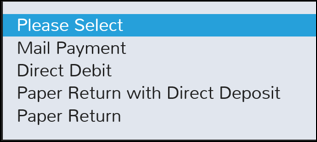 Please Select
Mail Payment
Direct Debit
Paper Return with Direct Deposit
Paper Return